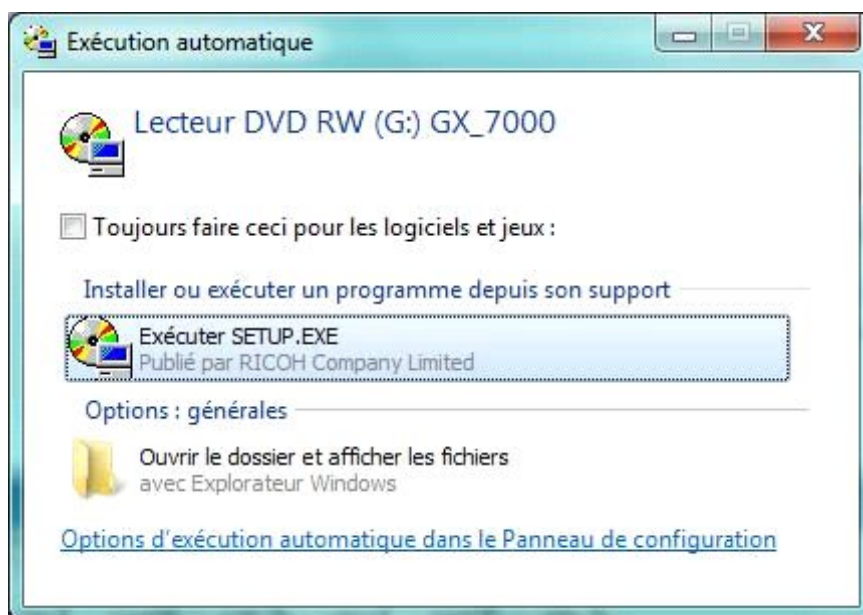 Exécution automatique
Lecteur DVD RW (G:) GX_7000
Toujours faire ceci pour les logiciels et jeux :
Installer ou exécuter un programme depuis son support
Exécuter SETUP.EXE
Publié par RICOH Company Limited
Options : générales
Ouvrir le dossier et afficher les fichiers
avec Explorateur Windows
Options d'exécution automatique dans le Panneau de configuration